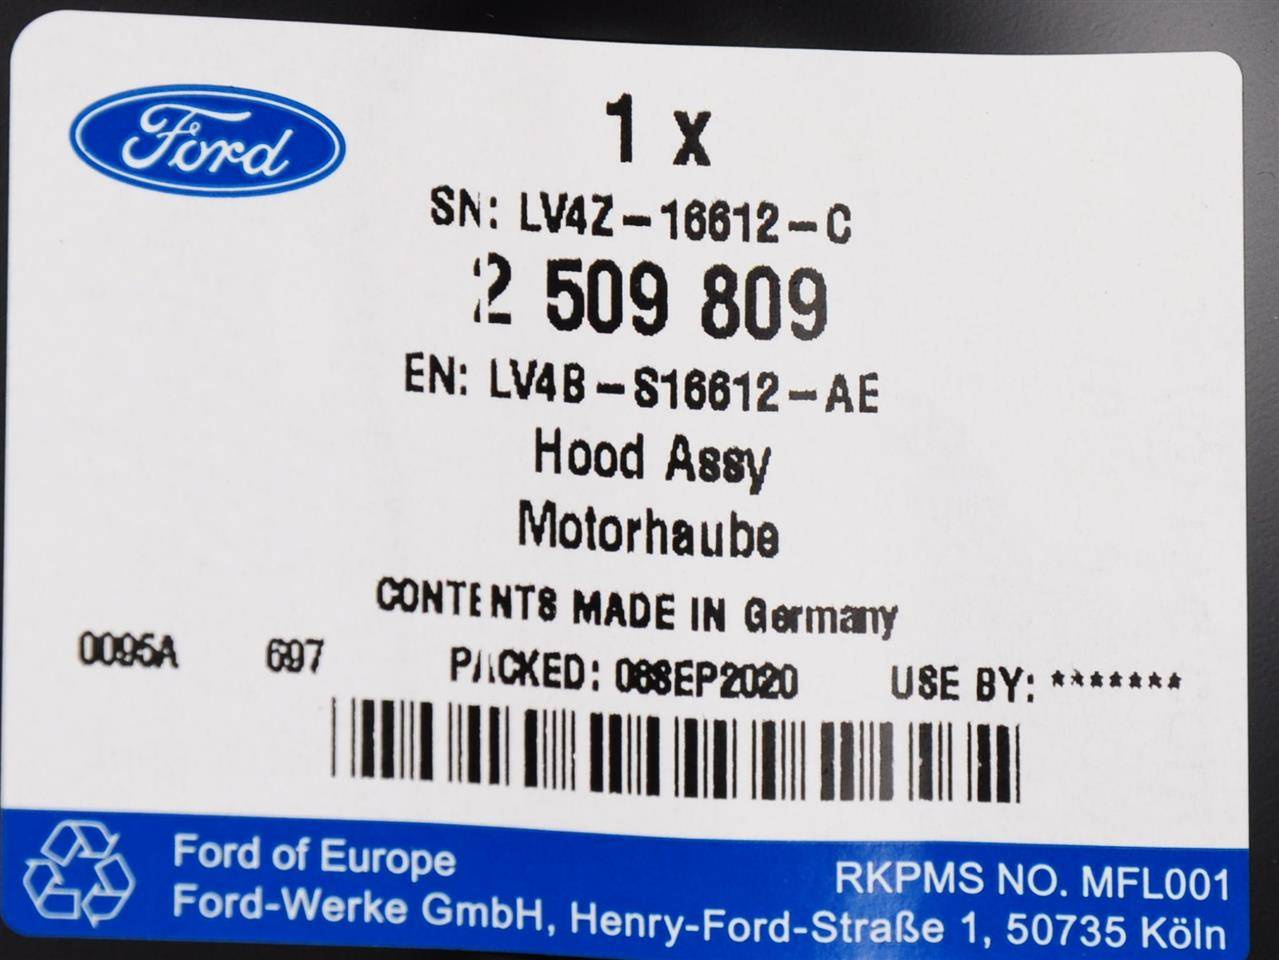 Ford
1 x
SN: LV4Z-16612-C
2 509 809
EN: LV4B-S16612-AE
Hood Assy
Motorhaube
CONTENTS MADE IN Germany
0095A 697 PACKED: 08SEP2020 USE BY: *******
Ford of Europe
Ford-Werke GmbH, Henry-Ford-Straße 1, 50735 Köln
RKPMS NO. MFL001